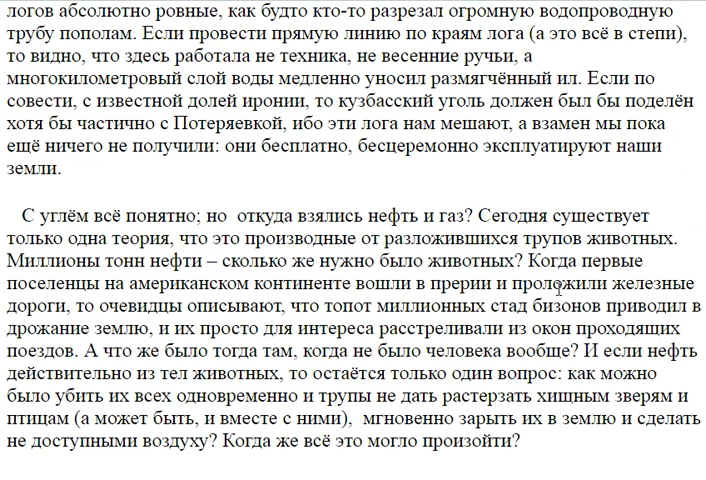 логов абсолютно ровные, как будто кто-то разрезал огромную водопроводную
трубу пополам. Если провести прямую линию по краям лога (а это всё в степи),
то видно, что здесь работала не техника, не весенние ручьи, а
многокилометровый слой воды медленно уносил размягчённый ил. Если по
совести, с известной долей иронии, то кузбасский уголь должен был бы поделён
хотя бы частично с Потеряевкой, ибо эти лога нам мешают, а взамен мы пока
ещё ничего не получили: они бесплатно, бесцеремонно эксплуатируют наши
земли.
С углём всё понятно; но  откуда взялись нефть и газ? Сегодня существует
только одна теория, что это производные от разложившихся трупов животных.
Миллионы тонн нефти – сколько же нужно было животных? Когда первые
поселенцы на американском континенте вошли в прерии и проложили железные
дороги, то очевидцы описывают, что топот миллионных стад бизонов приводил в
дрожание землю, и их просто для интереса расстреливали из окон проходящих
поездов. А что же было тогда там, когда не было человека вообще? И если нефть
действительно из тел животных, то остаётся только один вопрос: как можно
было убить их всех одновременно и трупы не дать растерзать хищным зверям и
птицам (а может быть, и вместе с ними),  мгновенно зарыть их в землю и сделать
не доступными воздуху? Когда же всё это могло произойти?